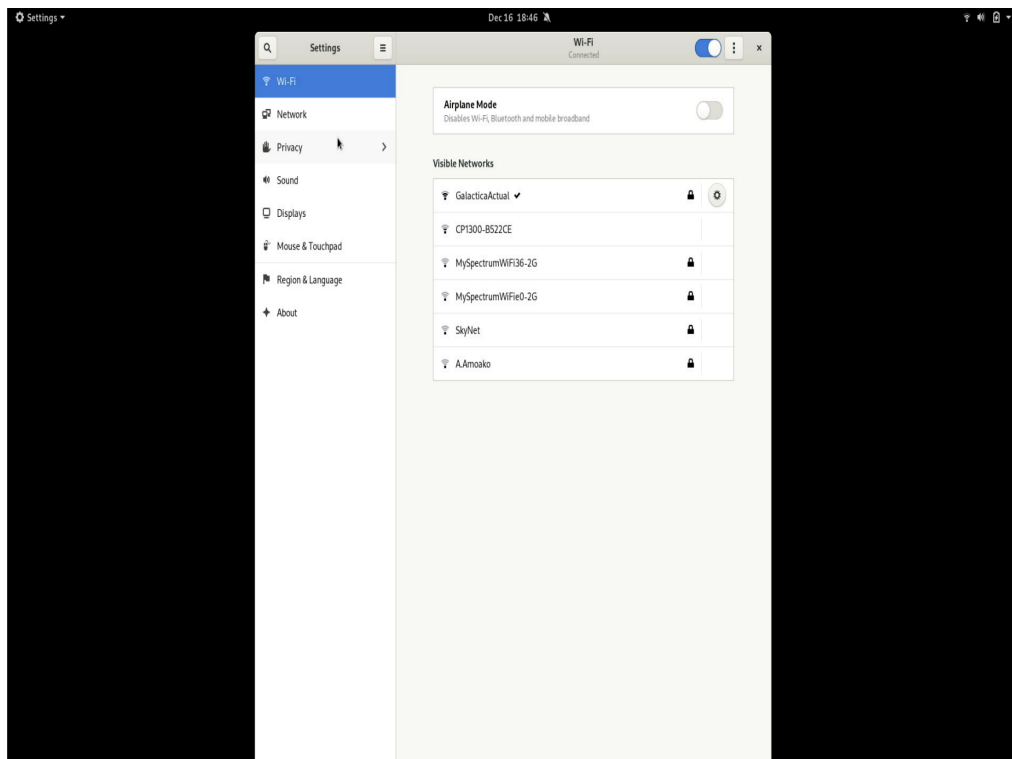 Settings
Dec 16 18:46
Settings
Wi-Fi
Connected
Wi-Fi
Network
Privacy
Sound
Displays
Mouse & Touchpad
Region & Language
About
Airplane Mode
Disables Wi-Fi, Bluetooth and mobile broadband
Visible Networks
GalacticaActual
CP1300-B522CE
MySpectrumWiFi36-2G
MySpectrumWiFie0-2G
SkyNet
A.Amoako